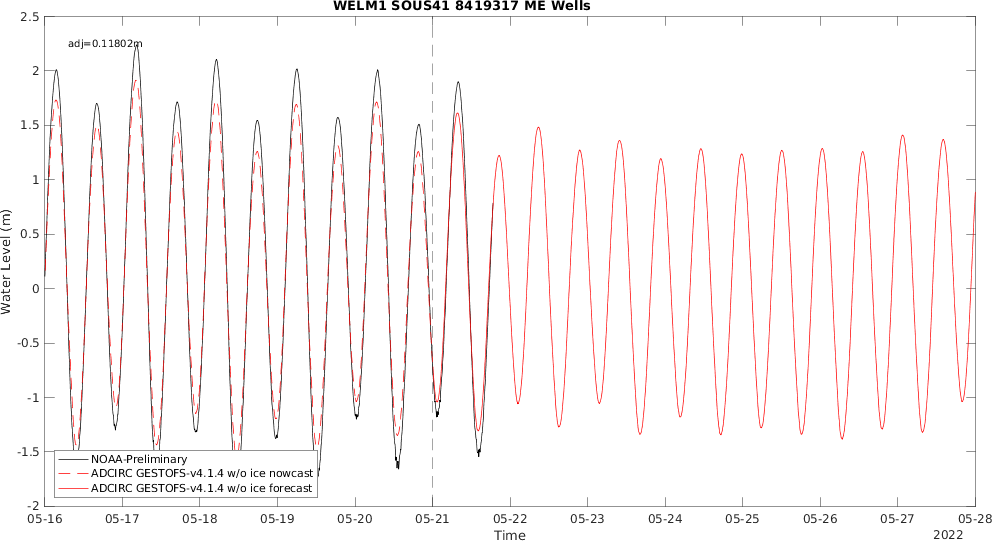 WELM1 SOUS41 8419317 ME Wells
adj=0.11802m
2.5
2
1.5
1
0.5
0
-0.5
-1
-1.5
-2
Water Level (m)
NOAA-Preliminary
ADCIRC GESTOFS-v4.1.4 w/o ice nowcast
ADCIRC GESTOFS-v4.1.4 w/o ice forecast
05-16 05-17 05-18 05-19 05-20 05-21 05-22 05-23 05-24 05-25 05-26 05-27 05-28
Time
2022